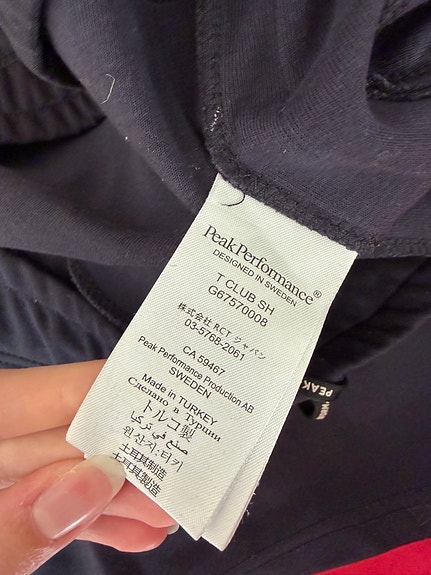 PeakPerformance®
DESIGNED IN SWEDEN
T CLUB SH
G67570008
株式会社 RCT ジャパン
03-5768-2061
CA 59467
Peak Performance Production AB
SWEDEN
Made in TURKEY
Сделано в Турции
トルコ製
صنع في تركيا
원산지:터키
土耳其制造
土耳其製造
PEAK